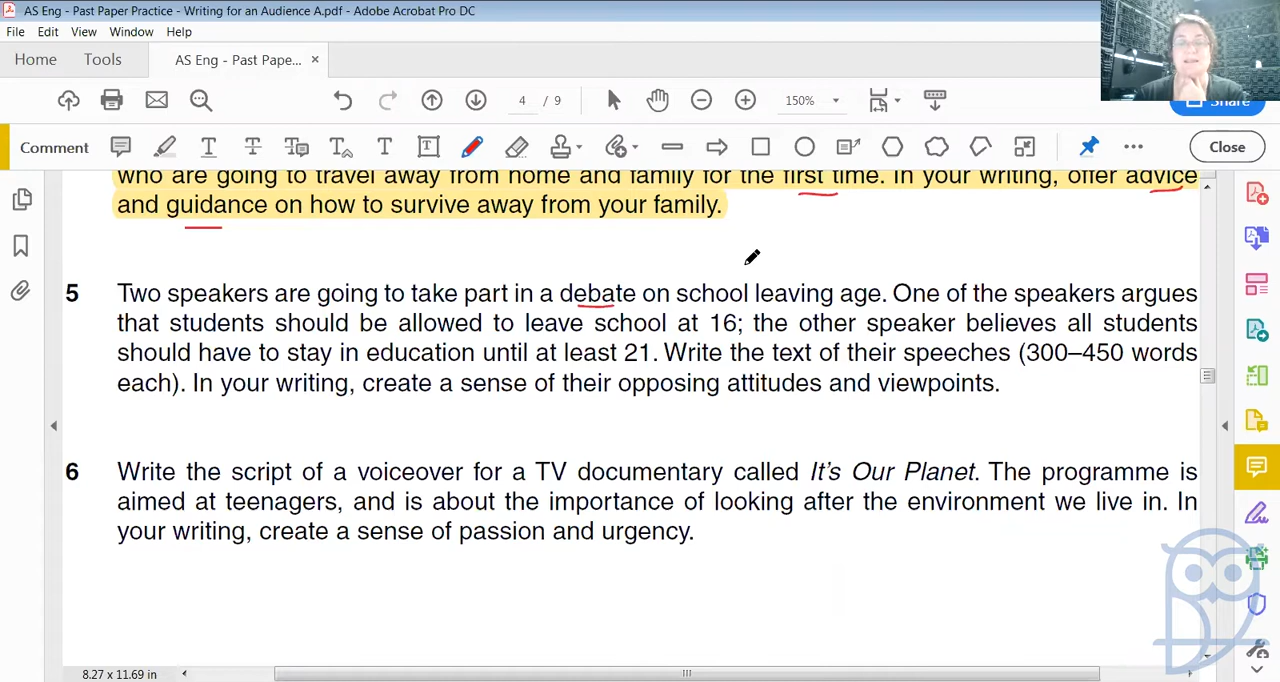 AS Eng - Past Paper Practice - Writing for an Audience A.pdf - Adobe Acrobat Pro DC
File Edit View Window Help
Home Tools AS Eng - Past Pape... ×
4 / 9 150% Share
Comment Close
who are going to travel away from home and family for the first time. In your writing, offer advice
and guidance on how to survive away from your family.
5 Two speakers are going to take part in a debate on school leaving age. One of the speakers argues
that students should be allowed to leave school at 16; the other speaker believes all students
should have to stay in education until at least 21. Write the text of their speeches (300–450 words
each). In your writing, create a sense of their opposing attitudes and viewpoints.
6 Write the script of a voiceover for a TV documentary called It’s Our Planet. The programme is
aimed at teenagers, and is about the importance of looking after the environment we live in. In
your writing, create a sense of passion and urgency.
8.27 x 11.69 in